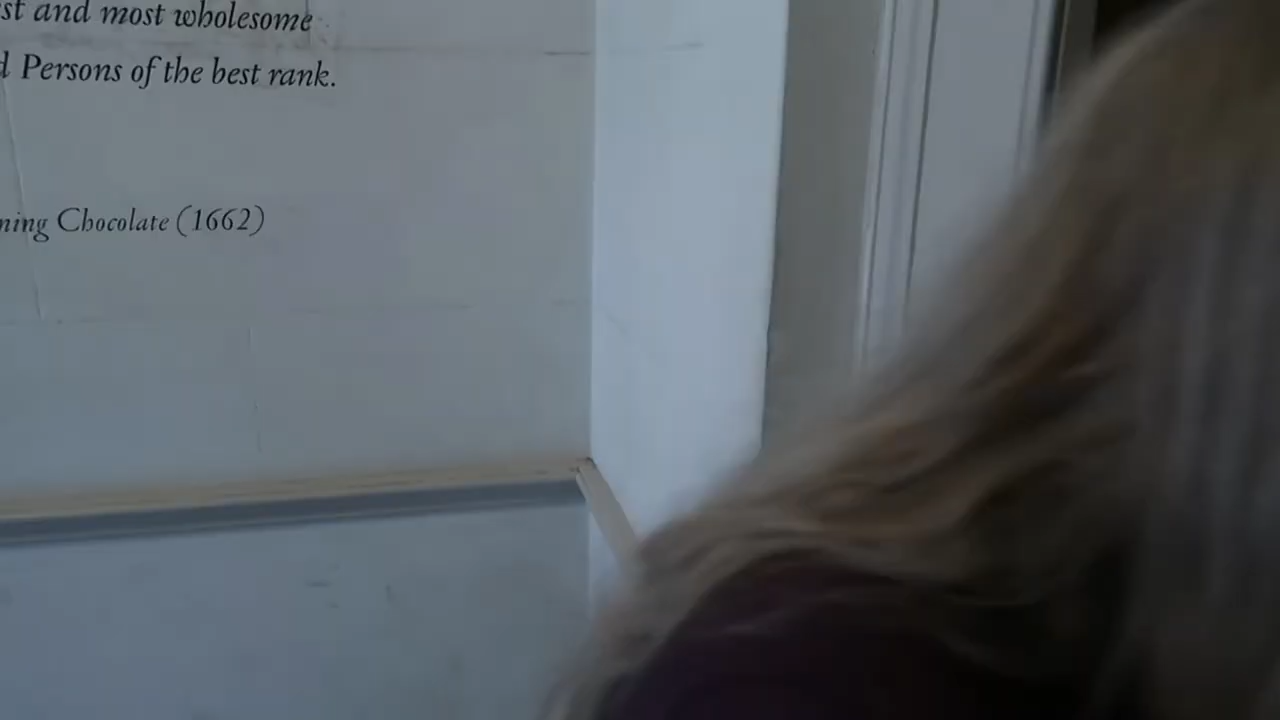 st and most wholesome
d Persons of the best rank.
ning Chocolate (1662)